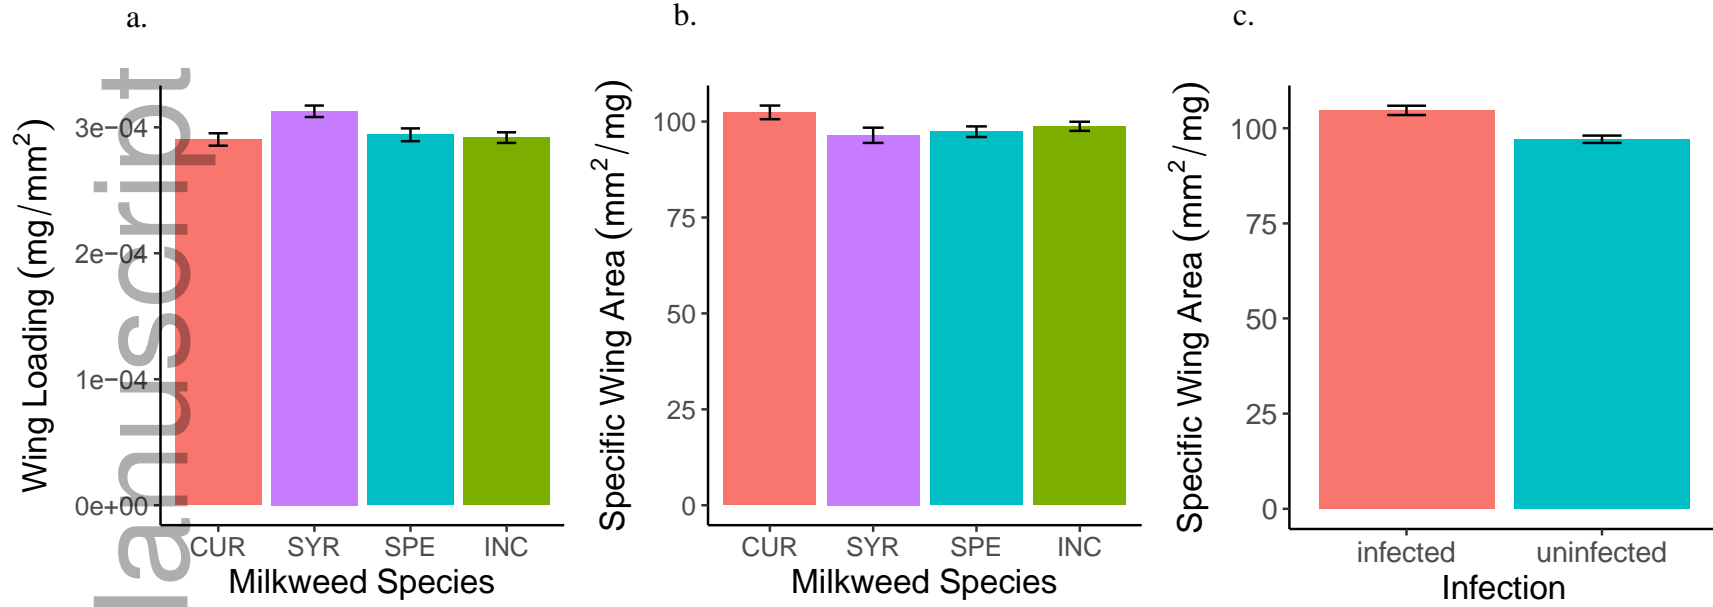 a.
Wing Loading (mg/mm²)
3e−04
2e−04
1e−04
0e+00
CUR SYR SPE INC
Milkweed Species
b.
Specific Wing Area (mm²/mg)
100
75
50
25
0
CUR SYR SPE INC
Milkweed Species
c.
Specific Wing Area (mm²/mg)
100
75
50
25
0
infected uninfected
Infection
anuscript